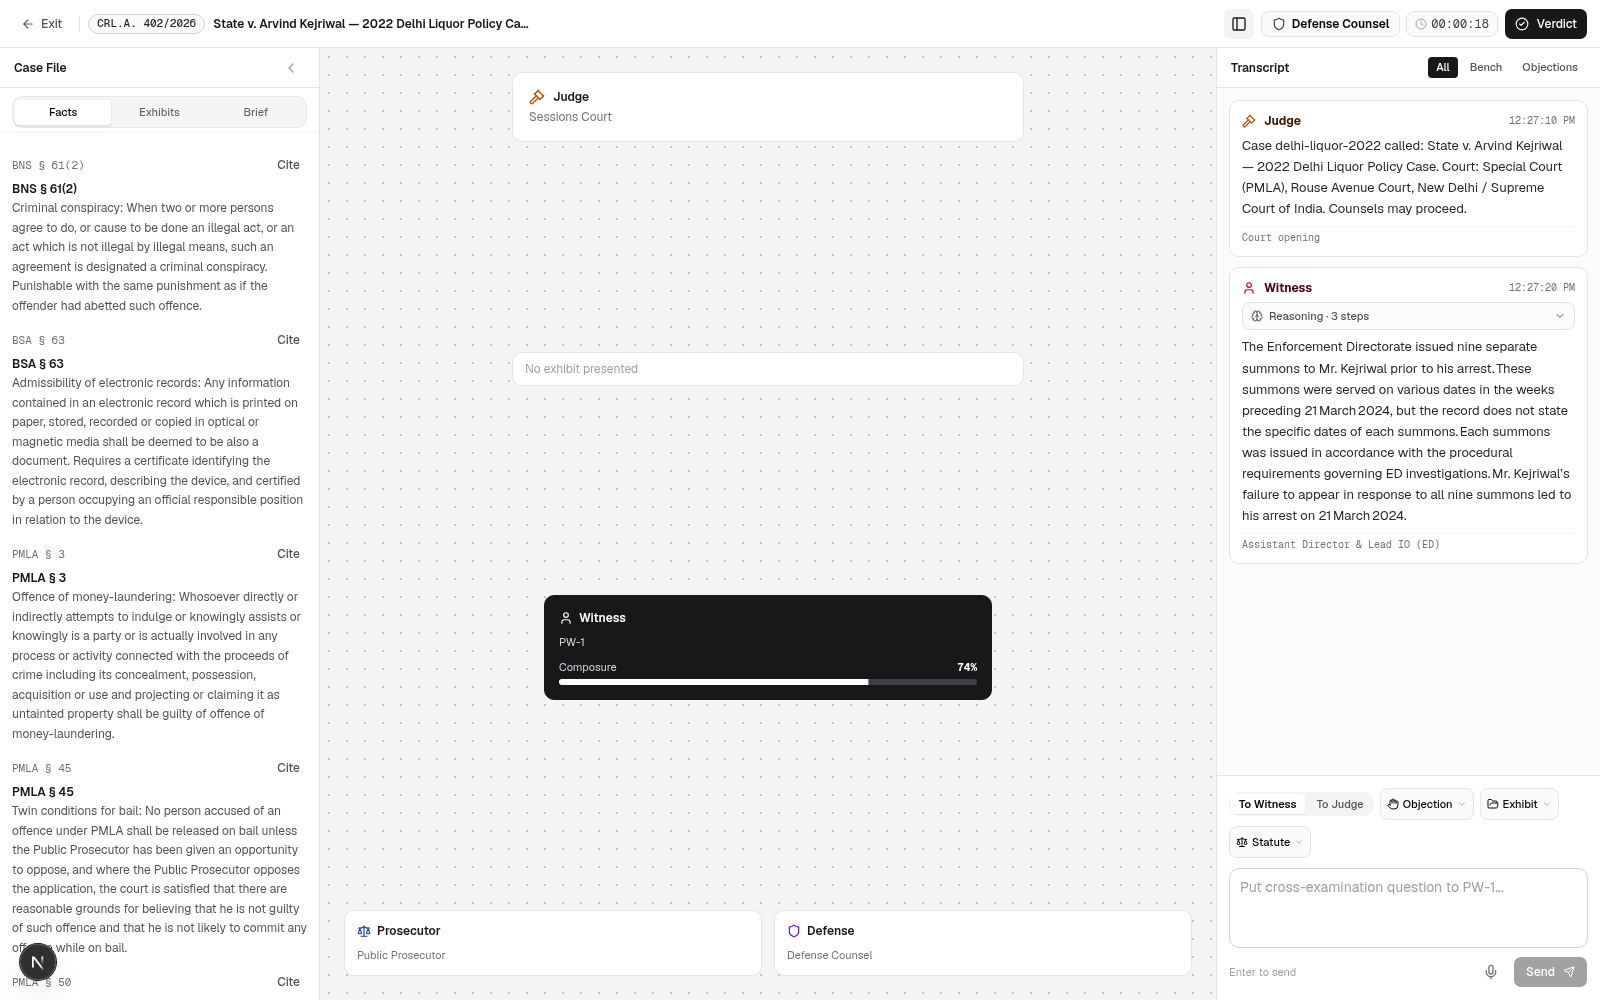 Exit
CRL.A. 402/2026
State v. Arvind Kejriwal — 2022 Delhi Liquor Policy Ca...
Defense Counsel
00:00:18
Verdict
Case File
Facts
Exhibits
Brief
BNS § 61(2)
Cite
BNS § 61(2)
Criminal conspiracy: When two or more persons
agree to do, or cause to be done an illegal act, or an
act which is not illegal by illegal means, such an
agreement is designated a criminal conspiracy.
Punishable with the same punishment as if the
offender had abetted such offence.
BSA § 63
Cite
BSA § 63
Admissibility of electronic records: Any information
contained in an electronic record which is printed on
paper, stored, recorded or copied in optical or
magnetic media shall be deemed to be also a
document. Requires a certificate identifying the
electronic record, describing the device, and certified
by a person occupying an official responsible position
in relation to the device.
PMLA § 3
Cite
PMLA § 3
Offence of money-laundering: Whosoever directly or
indirectly attempts to indulge or knowingly assists or
knowingly is a party or is actually involved in any
process or activity connected with the proceeds of
crime including its concealment, possession,
acquisition or use and projecting or claiming it as
untainted property shall be guilty of offence of
money-laundering.
PMLA § 45
Cite
PMLA § 45
Twin conditions for bail: No person accused of an
offence under PMLA shall be released on bail unless
the Public Prosecutor has been given an opportunity
to oppose, and where the Public Prosecutor opposes
the application, the court is satisfied that there are
reasonable grounds for believing that he is not guilty
of such offence and that he is not likely to commit any
while on bail.
N
PMLA § 50
Cite
Judge
Sessions Court
No exhibit presented
Witness
PW-1
Composure
74%
Prosecutor
Public Prosecutor
Defense
Defense Counsel
Transcript
All
Bench
Objections
Judge
12:27:10 PM
Case delhi-liquor-2022 called: State v. Arvind Kejriwal
— 2022 Delhi Liquor Policy Case. Court: Special Court
(PMLA), Rouse Avenue Court, New Delhi / Supreme
Court of India. Counsels may proceed.
Court opening
Witness
12:27:20 PM
Reasoning · 3 steps
The Enforcement Directorate issued nine separate
summons to Mr. Kejriwal prior to his arrest. These
summons were served on various dates in the weeks
preceding 21 March 2024, but the record does not state
the specific dates of each summons. Each summons
was issued in accordance with the procedural
requirements governing ED investigations. Mr. Kejriwal's
failure to appear in response to all nine summons led to
his arrest on 21 March 2024.
Assistant Director & Lead IO (ED)
To Witness
To Judge
Objection
Exhibit
Statute
Put cross-examination question to PW-1...
Enter to send
Send